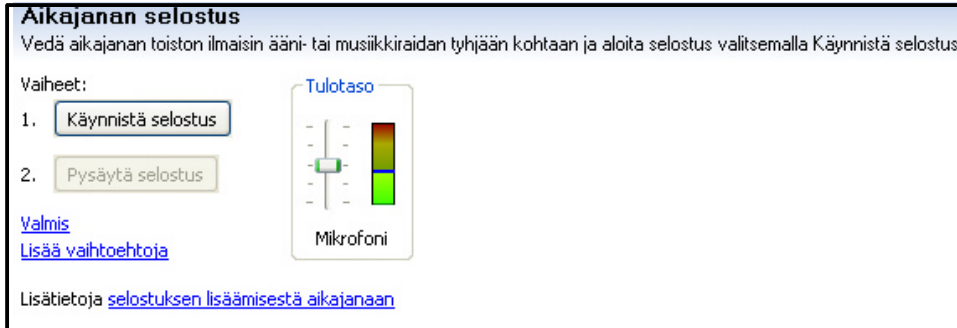 Aikajanan selostus
Vedä aikajanan toiston ilmaisin ääni- tai musiikkiraidan tyhjään kohtaan ja aloita selostus valitsemalla Käynnistä selostus
Vaiheet:
1. Käynnistä selostus
2. Pysäytä selostus
Valmis
Lisää vaihtoehtoja
Tulotaso
Mikrofoni
Lisätietoja selostuksen lisäämisestä aikajanaan